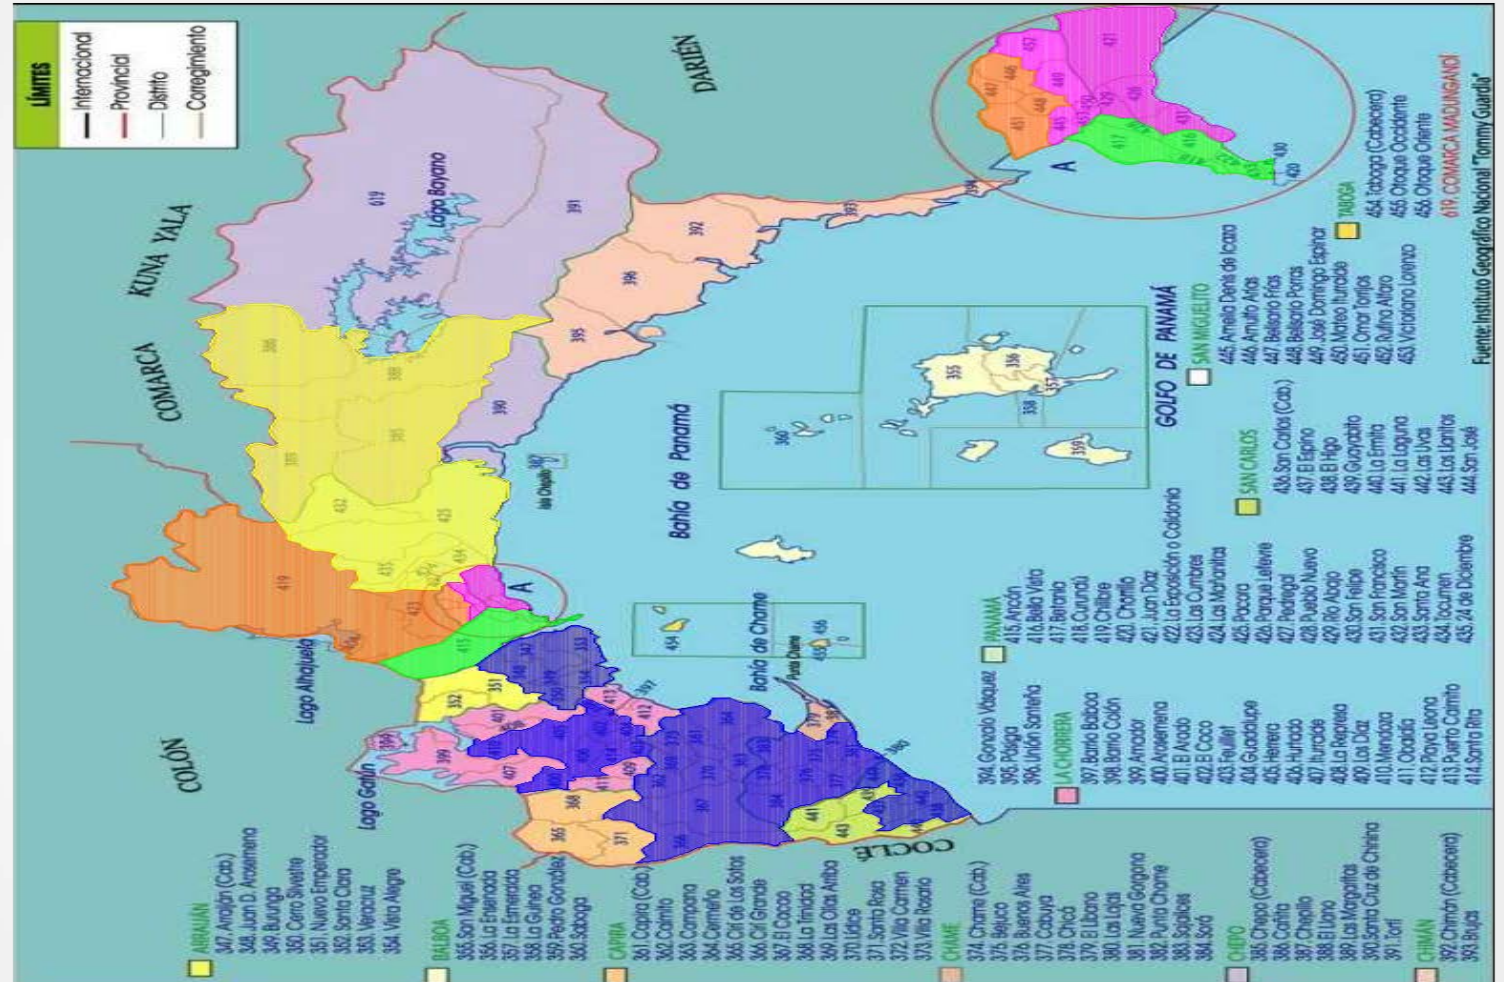 LÍMITES
Internacional
Provincial
Distrito
Corregimiento
COLÓN
COMARCA
KUNA YALA
DARIÉN
COCLÉ
Lago Gatún
Lago Alhajuela
Lago Bayano
Isla Chepillo
Bahía de Panamá
Bahía de Chame
Punta Chame
GOLFO DE PANAMÁ
A
A
ARRAIJÁN
347. Arraiján (Cab.)
348. Juan D. Arosemena
349. Burunga
350. Cerro Silvestre
351. Nuevo Emperador
352. Santa Clara
353. Veracruz
354. Vista Alegre
BALBOA
355. San Miguel (Cab.)
356. La Ensenada
357. La Esmeralda
358. La Guinea
359. Pedro González
360. Saboga
CAPIRA
361. Capira (Cab.)
362. Caimito
363. Campana
364. Cermeño
365. Cirí de Los Sotos
366. Cirí Grande
367. El Cacao
368. La Trinidad
369. Las Ollas Arriba
370. Lídice
371. Santa Rosa
372. Villa Carmen
373. Villa Rosario
CHAME
374. Chame (Cab.)
375. Bejuco
376. Buenos Aires
377. Cabuya
378. Chicá
379. El Líbano
380. Las Lajas
381. Nueva Gorgona
382. Punta Chame
383. Sajalices
384. Sorá
CHEPO
385. Chepo (Cabecera)
386. Cañita
387. Chepillo
388. El Llano
389. Las Margaritas
390. Santa Cruz de Chinina
391. Tortí
CHIMÁN
392. Chimán (Cabecera)
393. Brujas
394. Gonzalo Vásquez
395. Pásiga
396. Unión Santeña
LA CHORRERA
397. Barrio Balboa
398. Barrio Colón
399. Amador
400. Arosemena
401. El Arado
402. El Coco
403. Feuillet
404. Guadalupe
405. Herrera
406. Hurtado
407. Iturralde
408. La Represa
409. Los Díaz
410. Mendoza
411. Obaldía
412. Playa Leona
413. Puerto Caimito
414. Santa Rita
PANAMÁ
415. Ancón
416. Bella Vista
417. Betania
418. Curundú
419. Chilibre
420. Chorrillo
421. Juan Díaz
422. La Exposición o Calidonia
423. Las Cumbres
424. Las Mañanitas
425. Pacora
426. Parque Lefevre
427. Pedregal
428. Pueblo Nuevo
429. Río Abajo
430. San Felipe
431. San Francisco
432. San Martín
433. Santa Ana
434. Tocumen
435. 24 de Diciembre
SAN CARLOS
436. San Carlos (Cab.)
437. El Espino
438. El Higo
439. Guayabito
440. La Ermita
441. La Laguna
442. Las Uvas
443. Los Llanitos
444. San José
SAN MIGUELITO
445. Amelia Denis de Icaza
446. Arnulfo Arias
447. Belisario Frías
448. Belisario Porras
449. José Domingo Espinar
450. Mateo Iturralde
451. Omar Torrijos
452. Rufina Alfaro
453. Victoriano Lorenzo
TABOGA
454. Taboga (Cabecera)
455. Otoque Occidente
456. Otoque Oriente
619. COMARCA MADUNGANDÍ
Fuente: Instituto Geográfico Nacional "Tommy Guardia"